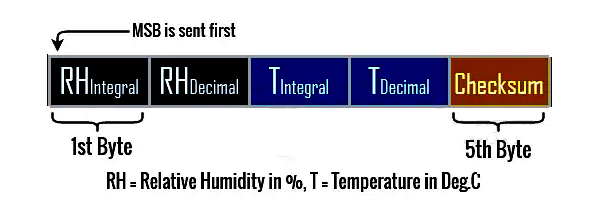 MSB is sent first
RHIntegral RHDecimal TIntegral TDecimal Checksum
1st Byte 5th Byte
RH = Relative Humidity in %, T = Temperature in Deg.C